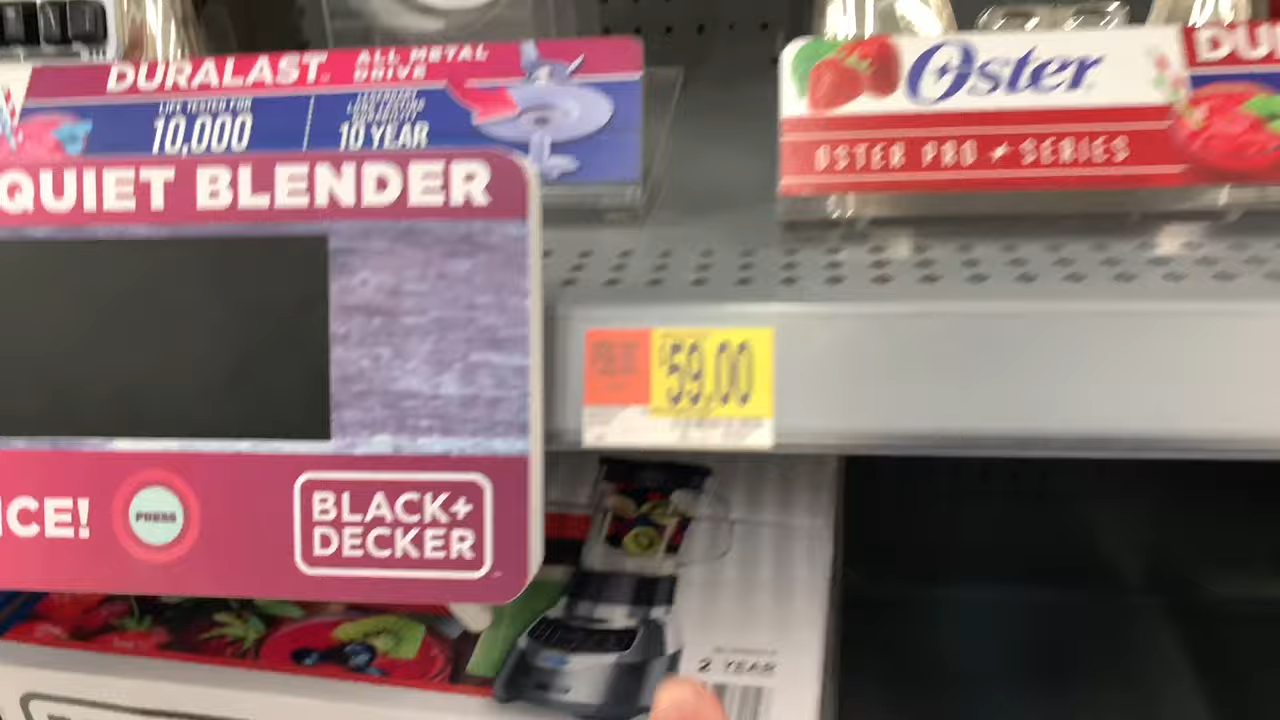 DURALAST ALL METAL DRIVE
LIFE TESTED FOR
10,000
10 YEAR
QUIET BLENDER
ICE!
PRESS
BLACK+
DECKER
Oster
OSTER PRO SERIES
DU
59.00
2 YEAR